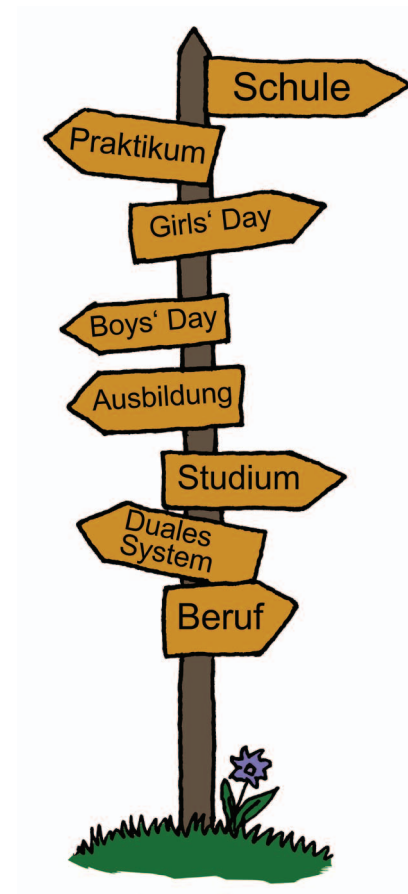 Schule
Praktikum
Girls‘ Day
Boys‘ Day
Ausbildung
Studium
Duales
System
Beruf